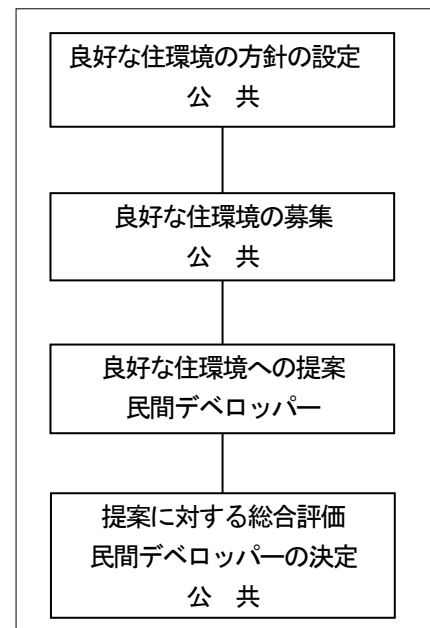 良好な住環境の方針の設定
公　共
良好な住環境の募集
公　共
良好な住環境への提案
民間デベロッパー
提案に対する総合評価
民間デベロッパーの決定
公　共